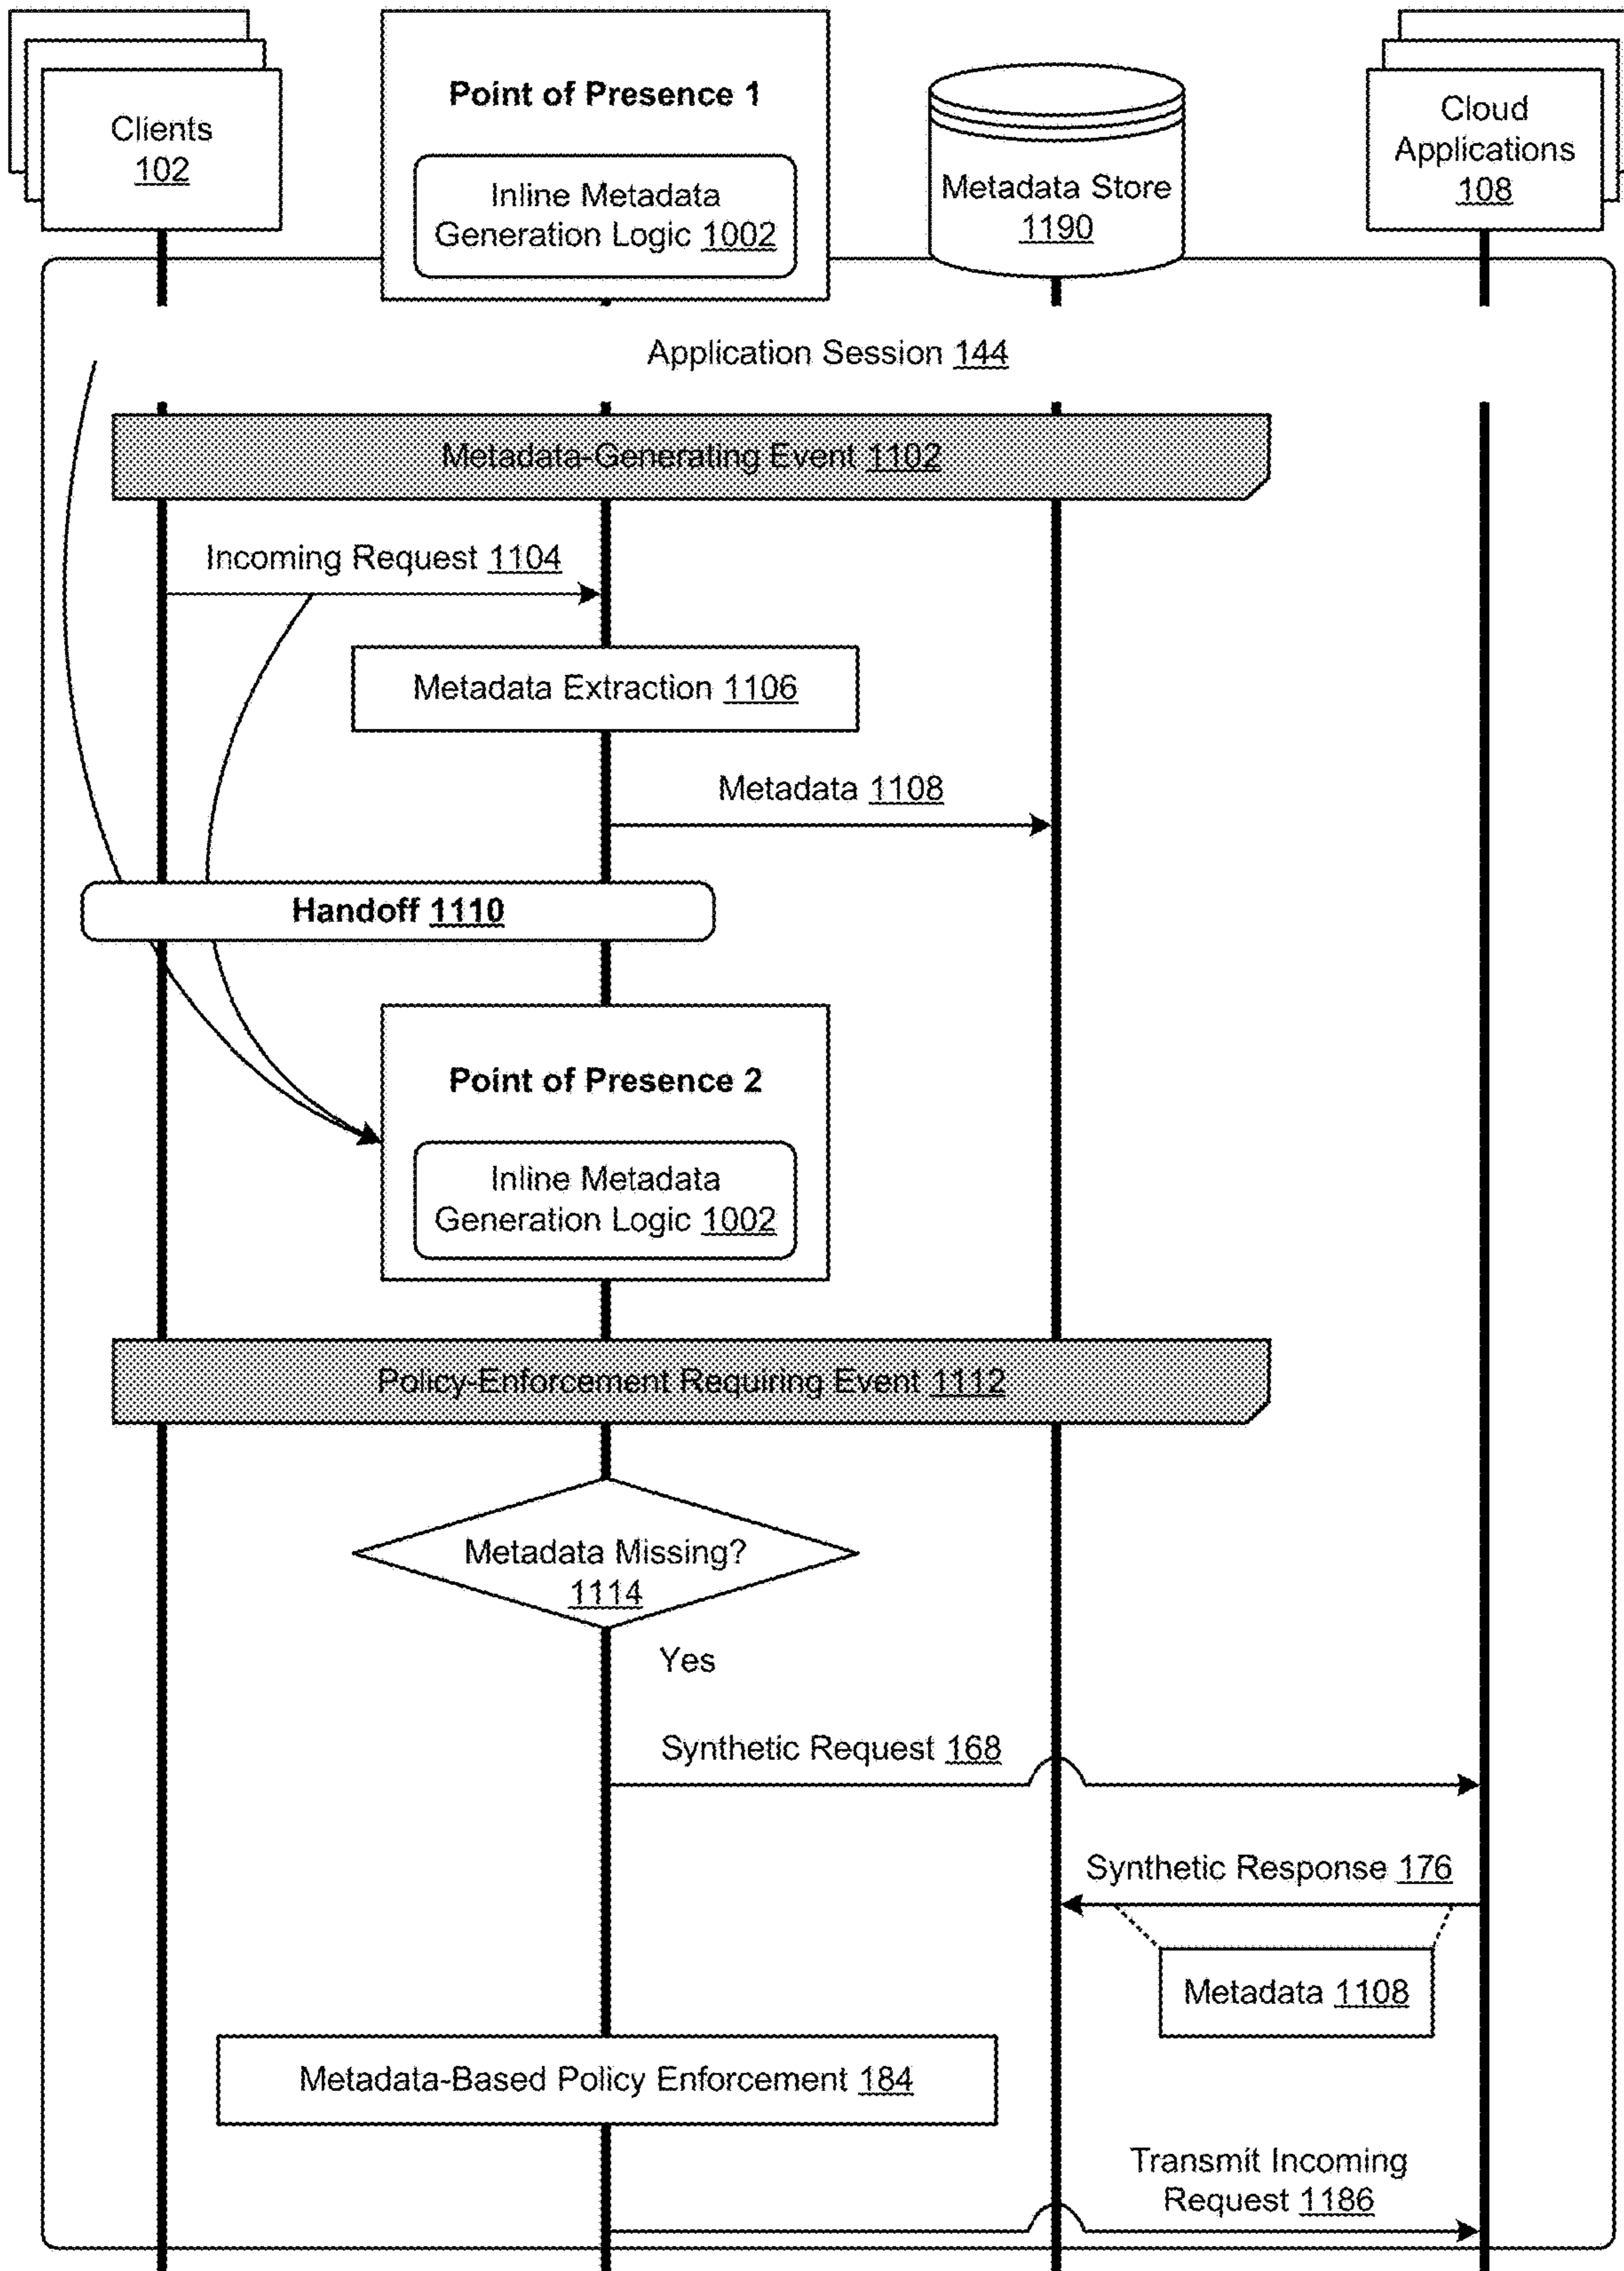 Clients
102
Point of Presence 1
Inline Metadata
Generation Logic 1002
Metadata Store
1190
Cloud
Applications
108
Application Session 144
Metadata-Generating Event 1102
Incoming Request 1104
Metadata Extraction 1106
Metadata 1108
Handoff 1110
Point of Presence 2
Inline Metadata
Generation Logic 1002
Policy-Enforcement Requiring Event 1112
Metadata Missing?
1114
Yes
Synthetic Request 168
Synthetic Response 176
Metadata 1108
Metadata-Based Policy Enforcement 184
Transmit Incoming
Request 1186